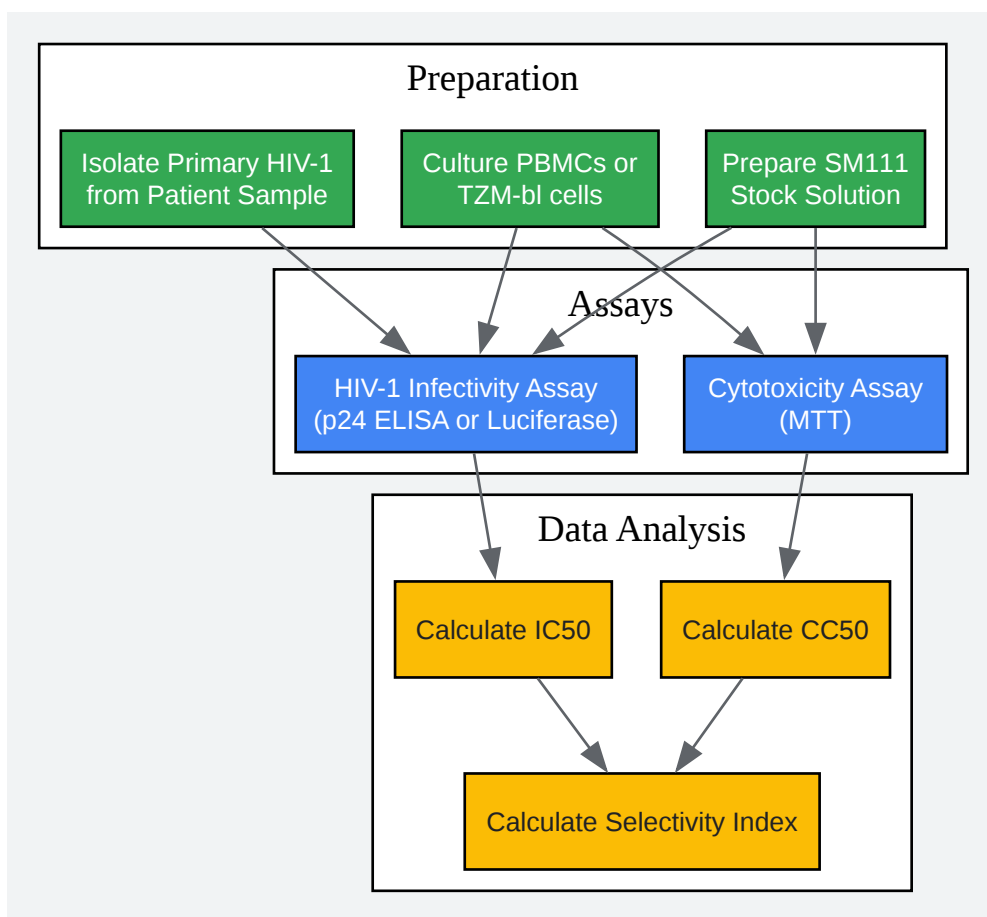 Preparation
Isolate Primary HIV-1
from Patient Sample
Culture PBMCs or
TZM-bl cells
Prepare SM111
Stock Solution
Assays
HIV-1 Infectivity Assay
(p24 ELISA or Luciferase)
Cytotoxicity Assay
(MTT)
Data Analysis
Calculate IC50
Calculate CC50
Calculate Selectivity Index